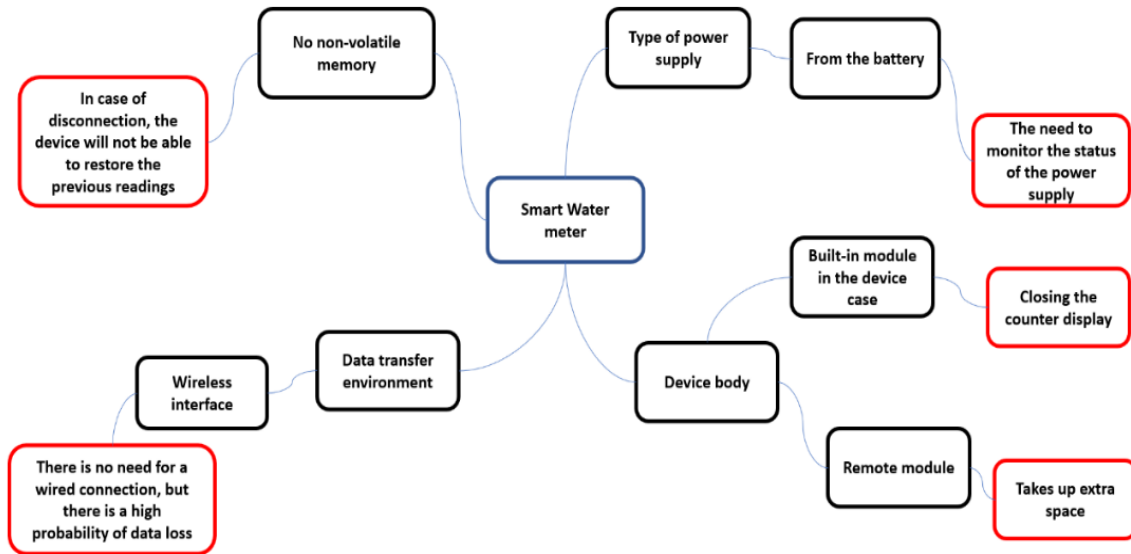 No non-volatile
memory
In case of
disconnection, the
device will not be able
to restore the
previous readings
Type of power
supply
From the battery
The need to
monitor the status
of the power
supply
Smart Water
meter
Built-in module
in the device
case
Closing the
counter display
Device body
Remote module
Takes up extra
space
Data transfer
environment
Wireless
interface
There is no need for a
wired connection, but
there is a high
probability of data loss